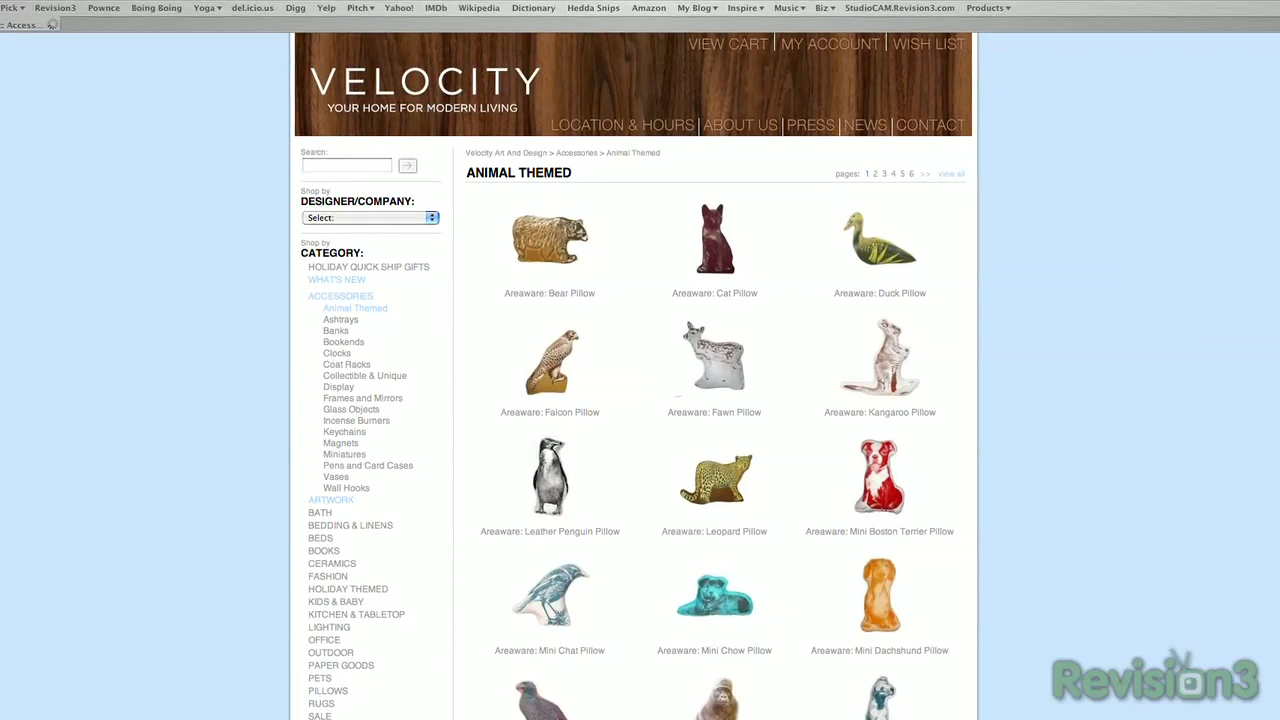 Pick Revision3 Pownce Boing Boing Yoga del.icio.us Digg Yelp Pitch Yahoo! IMDb Wikipedia Dictionary Hedda Snips Amazon My Blog Inspire Music Biz StudioCAM.Revision3.com Products
:: Access...
VIEW CART | MY ACCOUNT | WISH LIST
VELOCITY
YOUR HOME FOR MODERN LIVING
LOCATION & HOURS | ABOUT US | PRESS | NEWS | CONTACT
Search:
Shop by
DESIGNER/COMPANY:
Select:
Shop by
CATEGORY:
HOLIDAY QUICK SHIP GIFTS
WHAT'S NEW
ACCESSORIES
Animal Themed
Ashtrays
Banks
Bookends
Clocks
Coat Racks
Collectible & Unique
Display
Frames and Mirrors
Glass Objects
Incense Burners
Keychains
Magnets
Miniatures
Pens and Card Cases
Vases
Wall Hooks
ARTWORK
BATH
BEDDING & LINENS
BEDS
BOOKS
CERAMICS
FASHION
HOLIDAY THEMED
KIDS & BABY
KITCHEN & TABLETOP
LIGHTING
OFFICE
OUTDOOR
PAPER GOODS
PETS
PILLOWS
RUGS
SALE
Velocity Art And Design > Accessories > Animal Themed
ANIMAL THEMED
pages: 1 2 3 4 5 6 >> view all
Areaware: Bear Pillow
Areaware: Cat Pillow
Areaware: Duck Pillow
Areaware: Falcon Pillow
Areaware: Fawn Pillow
Areaware: Kangaroo Pillow
Areaware: Leather Penguin Pillow
Areaware: Leopard Pillow
Areaware: Mini Boston Terrier Pillow
Areaware: Mini Chat Pillow
Areaware: Mini Chow Pillow
Areaware: Mini Dachshund Pillow
Revision3